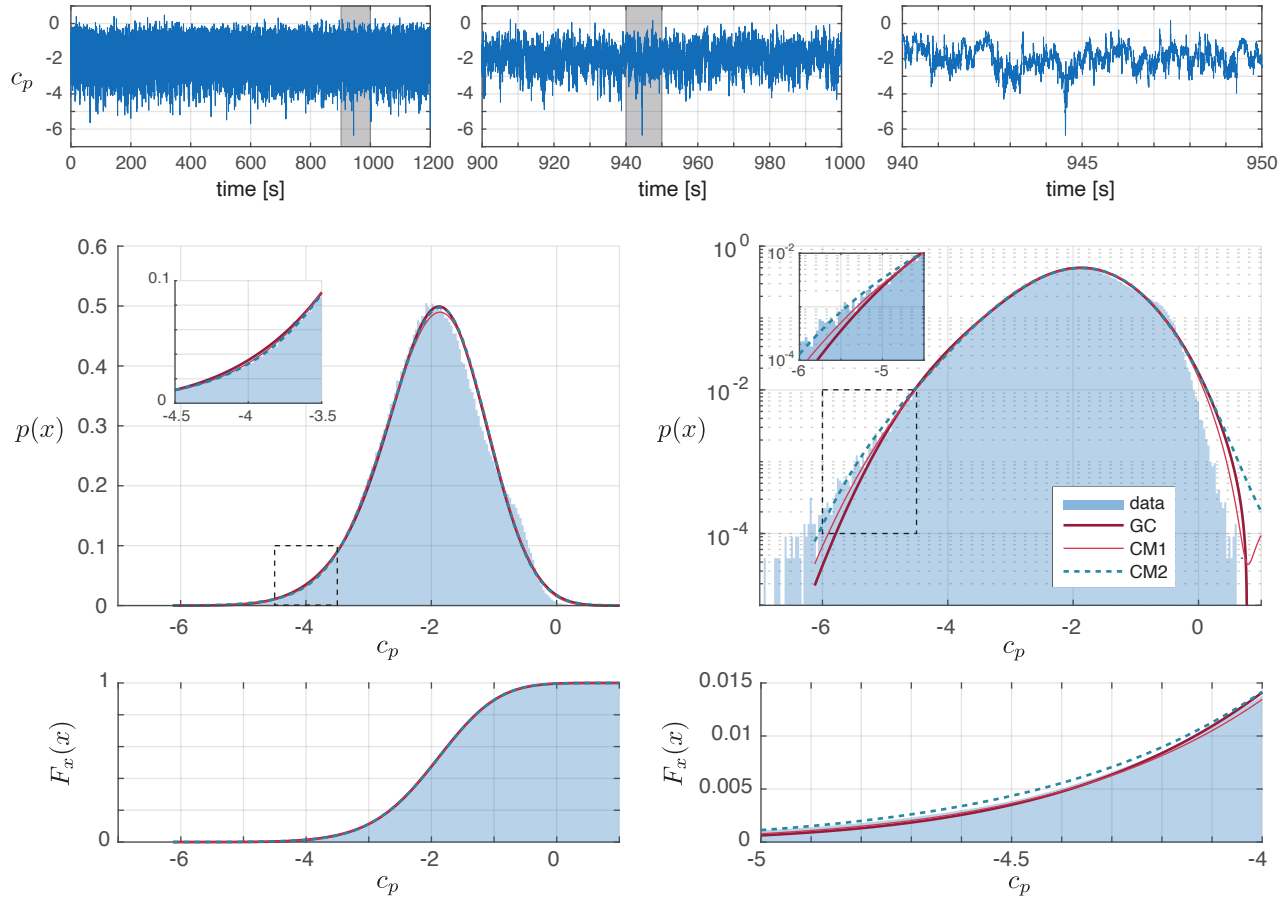 0
-2
-4
-6
c_p
0 200 400 600 800 1000 1200
time [s]
0
-2
-4
-6
900 920 940 960 980 1000
time [s]
0
-2
-4
-6
940 945 950
time [s]
0.6
0.5
0.4
0.3
0.2
0.1
0
p(x)
-6 -4 -2 0
c_p
0.1
0
-4.5 -4 -3.5
10^0
10^-2
10^-4
p(x)
-6 -4 -2 0
c_p
10^-2
10^-4
-6 -5
data
GC
CM1
CM2
1
0
F_x(x)
-6 -4 -2 0
c_p
0.015
0.01
0.005
0
F_x(x)
-5 -4.5 -4
c_p